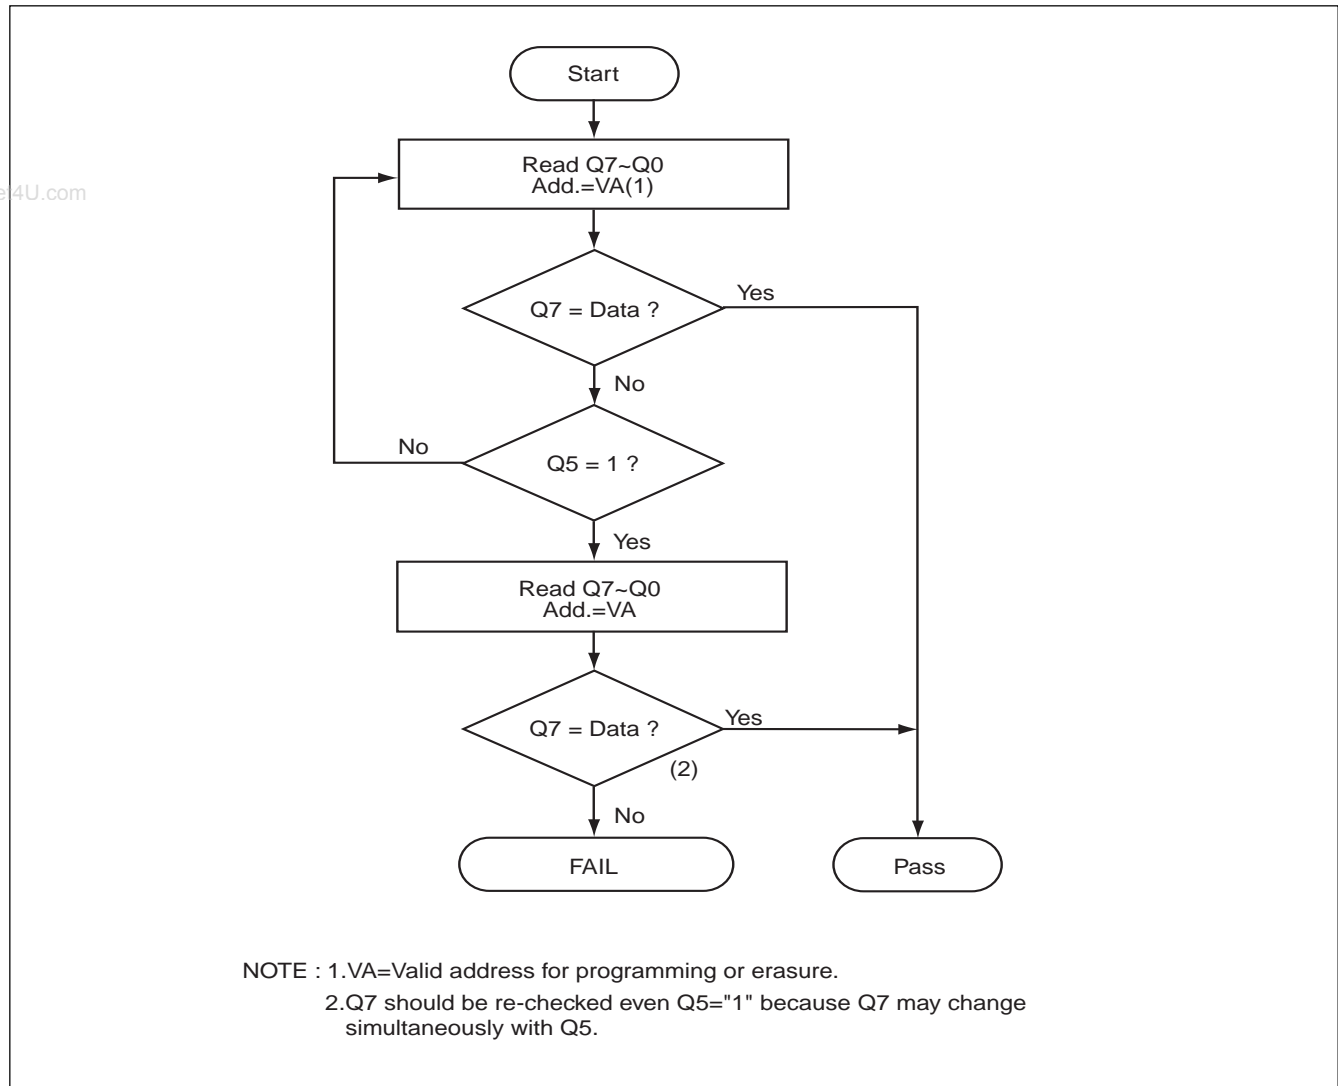 Start
et4U.com
Read Q7~Q0
Add.=VA(1)
Q7 = Data ?
Yes
No
No
Q5 = 1 ?
Yes
Read Q7~Q0
Add.=VA
Q7 = Data ?
Yes
(2)
No
FAIL
Pass
NOTE : 1.VA=Valid address for programming or erasure.
2.Q7 should be re-checked even Q5="1" because Q7 may change
simultaneously with Q5.